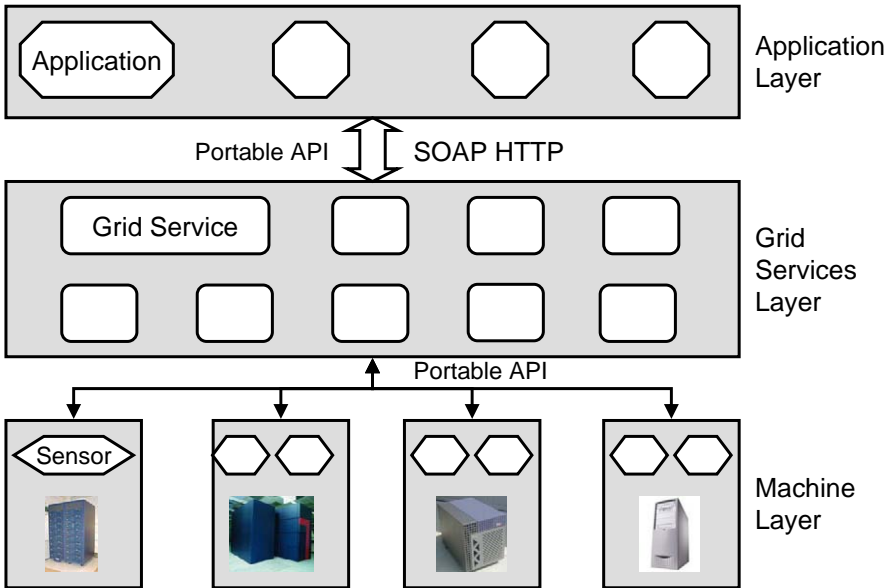 Application
Application
Layer
Portable API
SOAP HTTP
Grid Service
Grid
Services
Layer
Portable API
Sensor
Machine
Layer